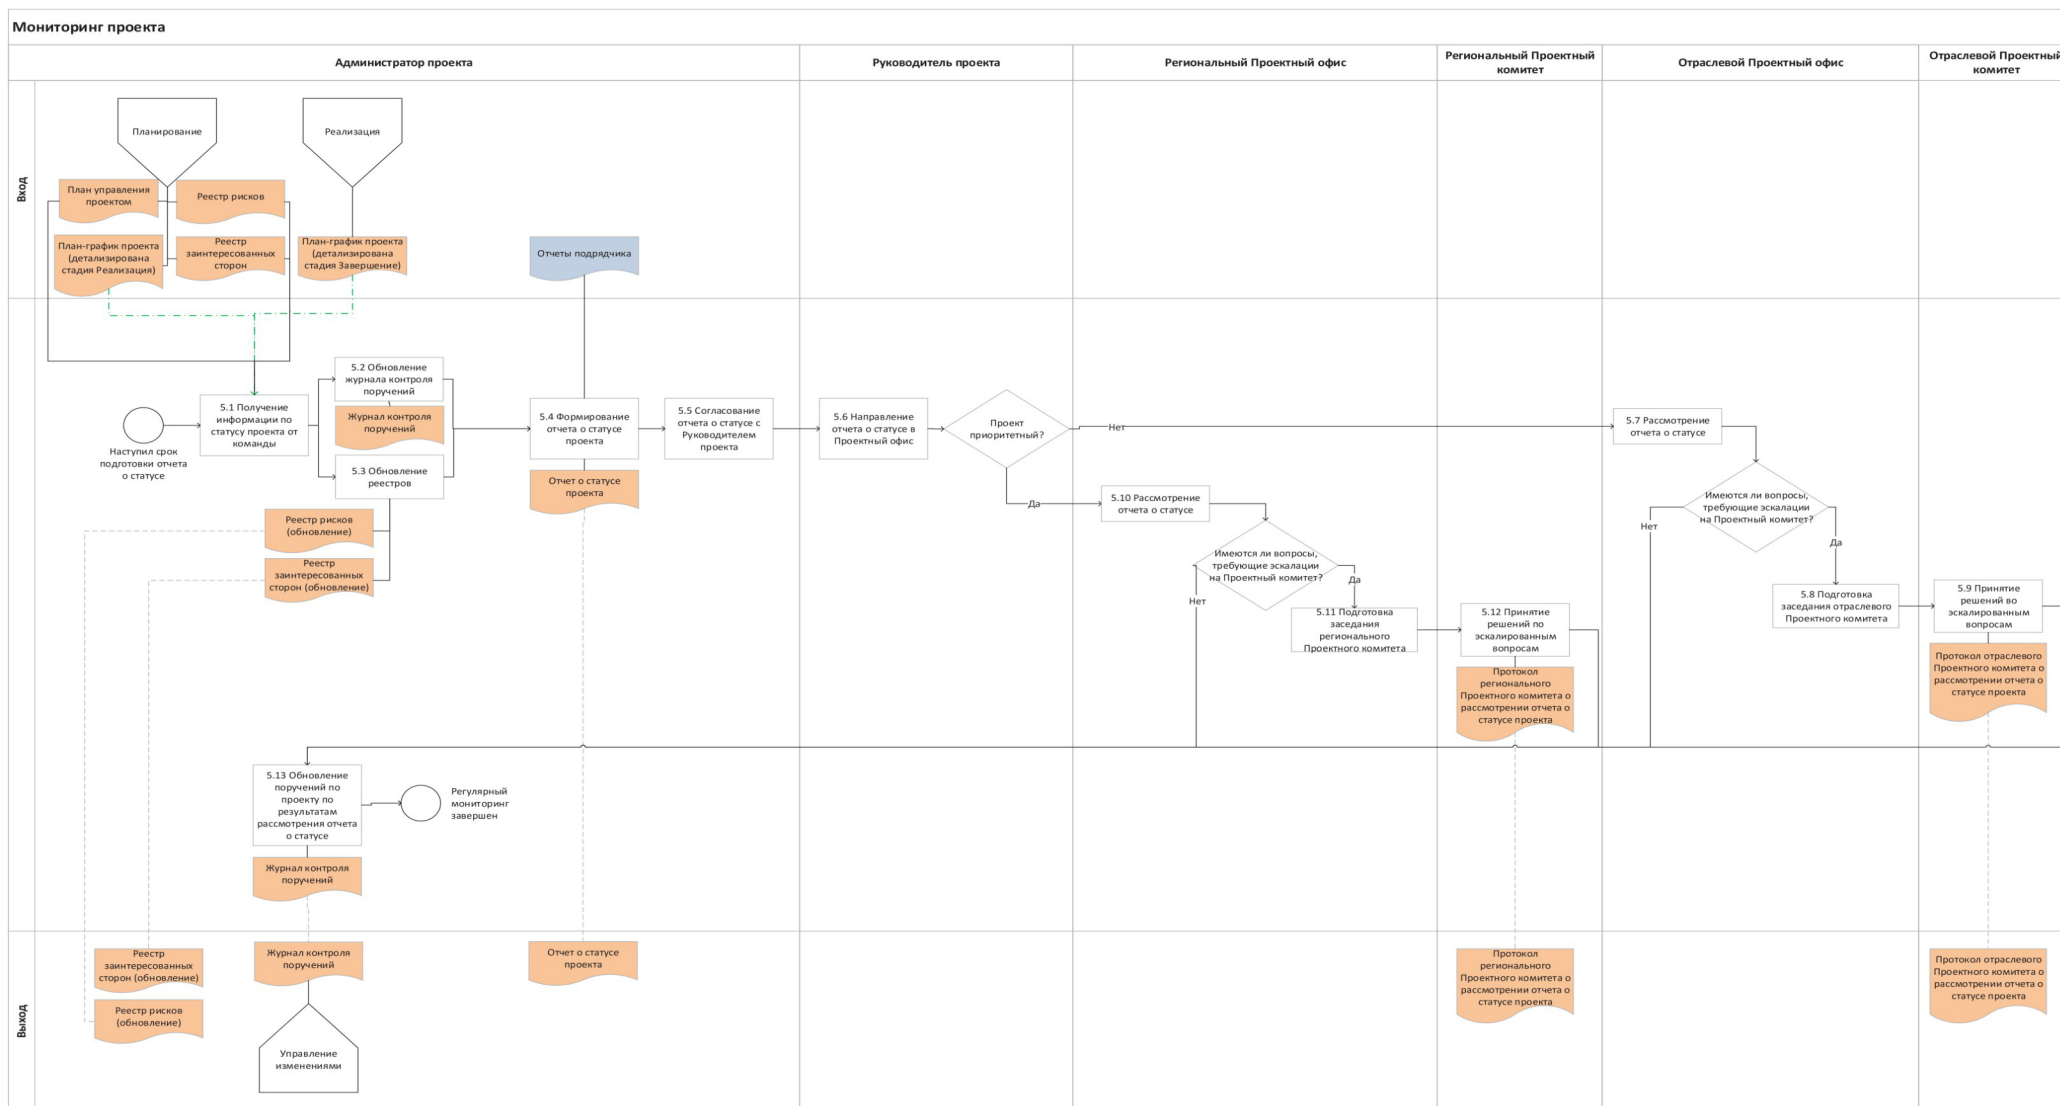 Мониторинг проекта
Администратор проекта
Руководитель проекта
Региональный Проектный офис
Региональный Проектный
комитет
Отраслевой Проектный офис
Отраслевой Проектный
комитет
Вход
Планирование
Реализация
План управления
проектом
Реестр рисков
План-график проекта
(детализирована
стадия Реализация)
Реестр
заинтересованных
сторон
План-график проекта
(детализирована
стадия Завершение)
Отчеты подрядчика
Наступил срок
подготовки отчета
о статусе
5.1 Получение
информации по
статусу проекта от
команды
5.2 Обновление
журнала контроля
поручений
Журнал контроля
поручений
5.3 Обновление
реестров
Реестр рисков
(обновление)
Реестр
заинтересованных
сторон (обновление)
5.4 Формирование
отчета о статусе
проекта
Отчет о статусе
проекта
5.5 Согласование
отчета о статусе с
Руководителем
проекта
5.6 Направление
отчета о статусе в
Проектный офис
Проект
приоритетный?
Нет
Да
5.7 Рассмотрение
отчета о статусе
Имеются ли вопросы,
требующие эскалации
на Проектный комитет?
Нет
Да
5.8 Подготовка
заседания отраслевого
Проектного комитета
5.9 Принятие
решений во
эскалированным
вопросам
Протокол отраслевого
Проектного комитета о
рассмотрении отчета о
статусе проекта
5.10 Рассмотрение
отчета о статусе
Имеются ли вопросы,
требующие эскалации
на Проектный комитет?
Да
Нет
5.11 Подготовка
заседания
регионального
Проектного комитета
5.12 Принятие
решений по
эскалированным
вопросам
Протокол
регионального
Проектного комитета о
рассмотрении отчета о
статусе проекта
5.13 Обновление
поручений по
проекту по
результатам
рассмотрения отчета
о статусе
Регулярный
мониторинг
завершен
Журнал контроля
поручений
Выход
Реестр
заинтересованных
сторон (обновление)
Реестр рисков
(обновление)
Журнал контроля
поручений
Управление
изменениями
Отчет о статусе
проекта
Протокол
регионального
Проектного комитета о
рассмотрении отчета о
статусе проекта
Протокол отраслевого
Проектного комитета о
рассмотрении отчета о
статусе проекта